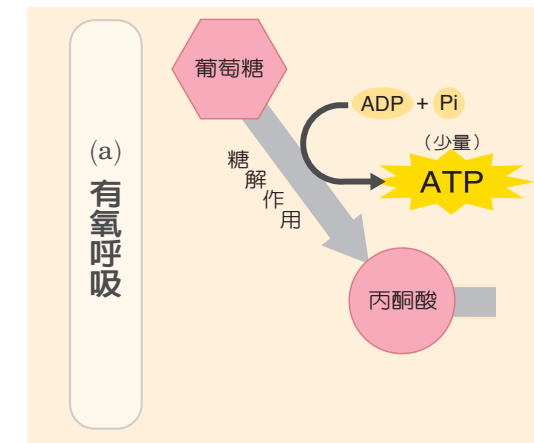 (a)
有氧呼吸
葡萄糖
糖解作用
ADP + Pi
（少量）
ATP
丙酮酸